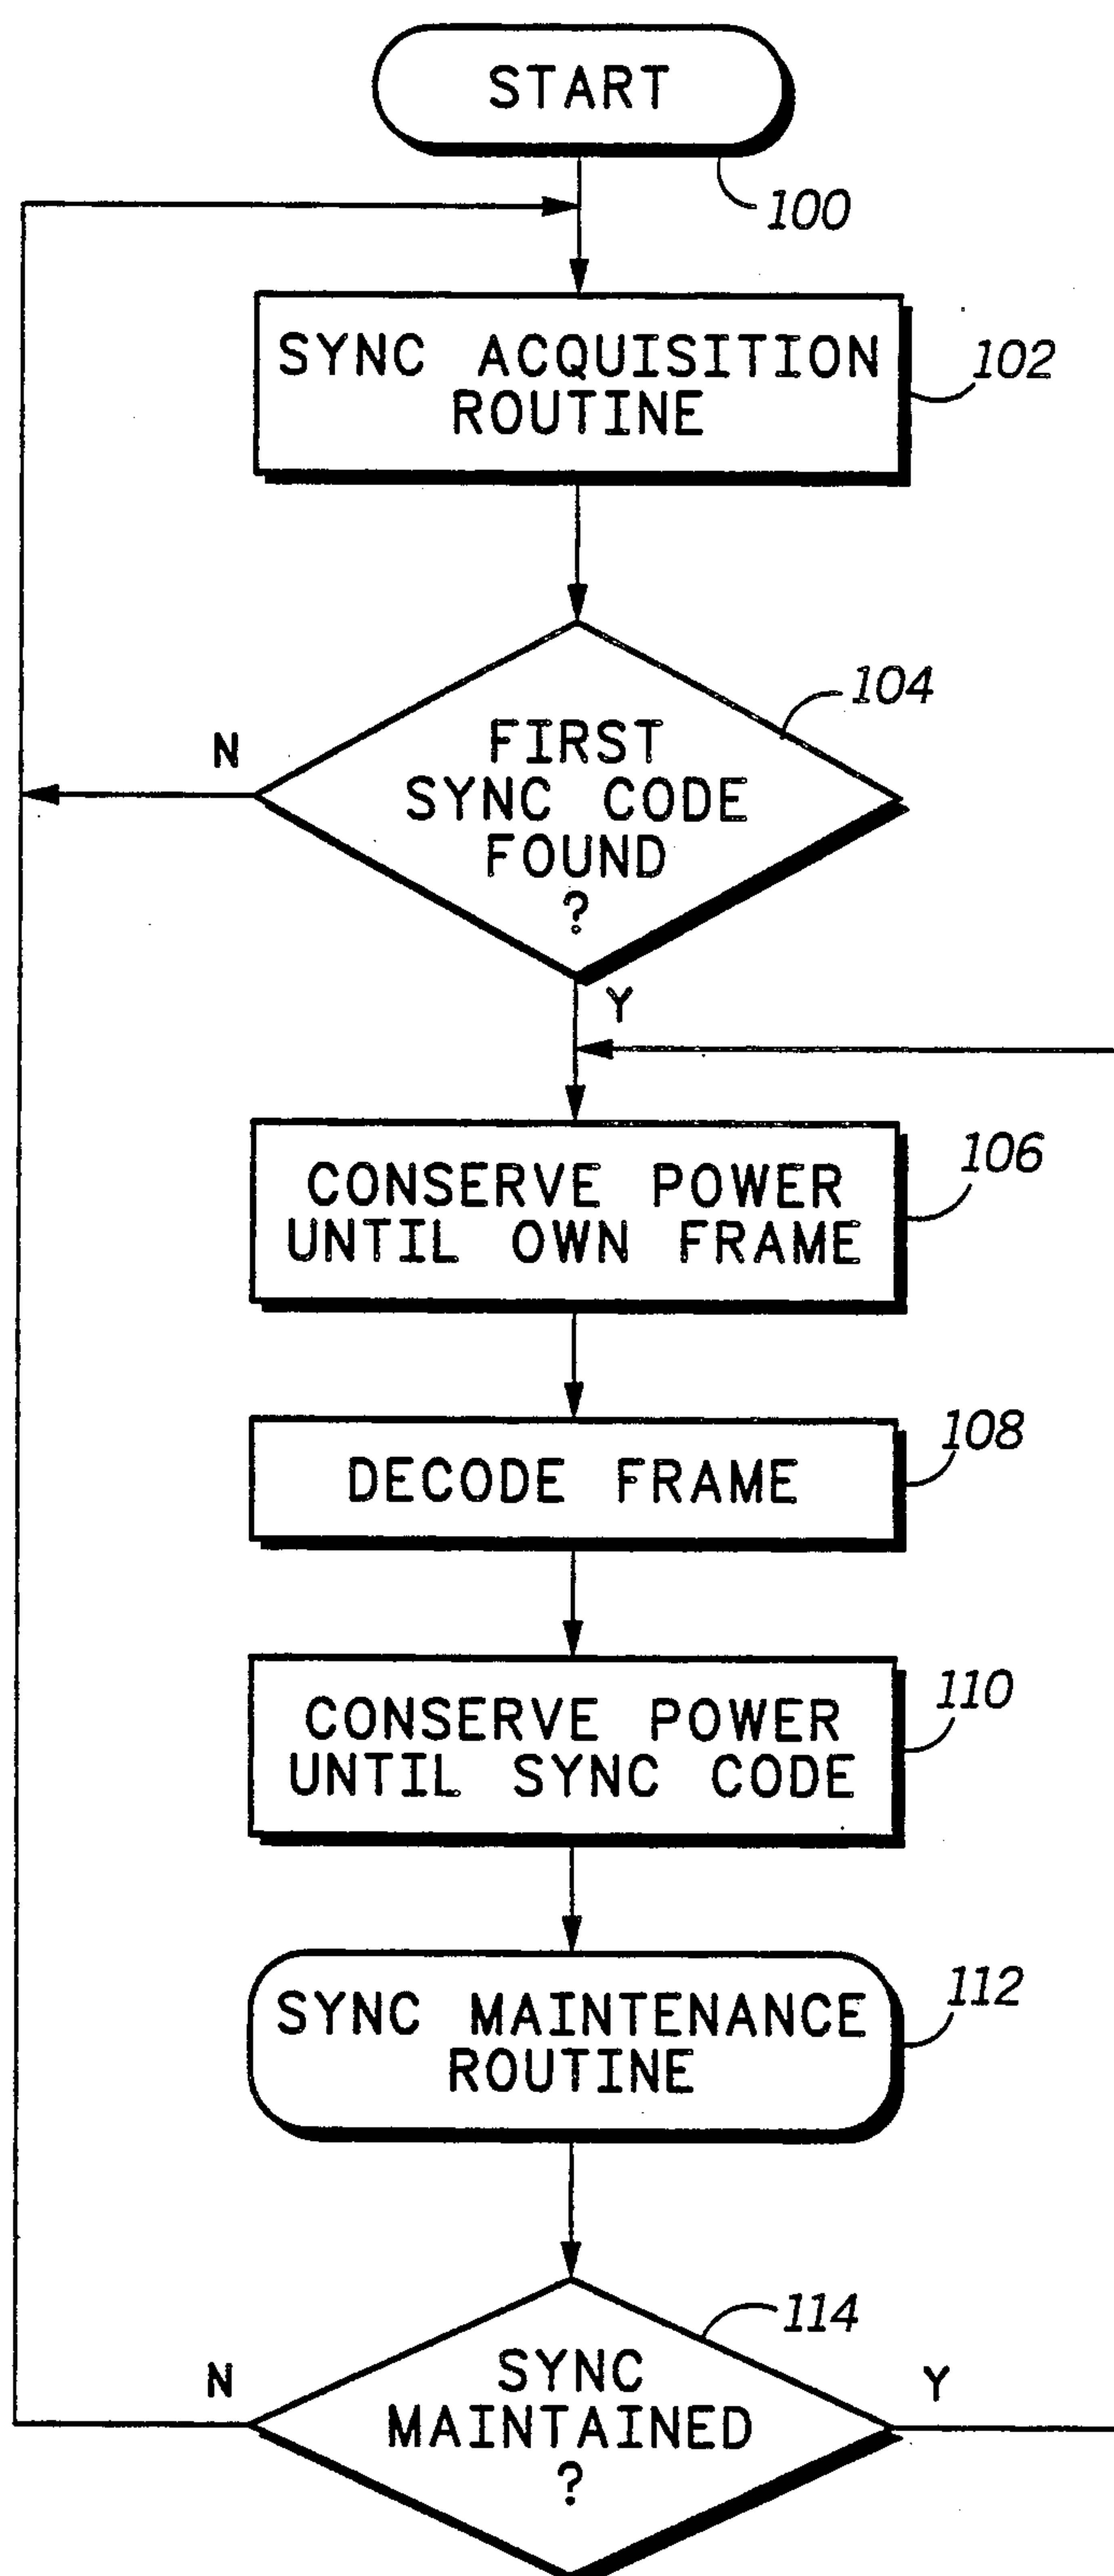 START
100
SYNC ACQUISITION
ROUTINE
102
104
FIRST
SYNC CODE
FOUND
?
N
Y
CONSERVE POWER
UNTIL OWN FRAME
106
DECODE FRAME
108
CONSERVE POWER
UNTIL SYNC CODE
110
SYNC MAINTENANCE
ROUTINE
112
114
SYNC
MAINTAINED
?
N
Y